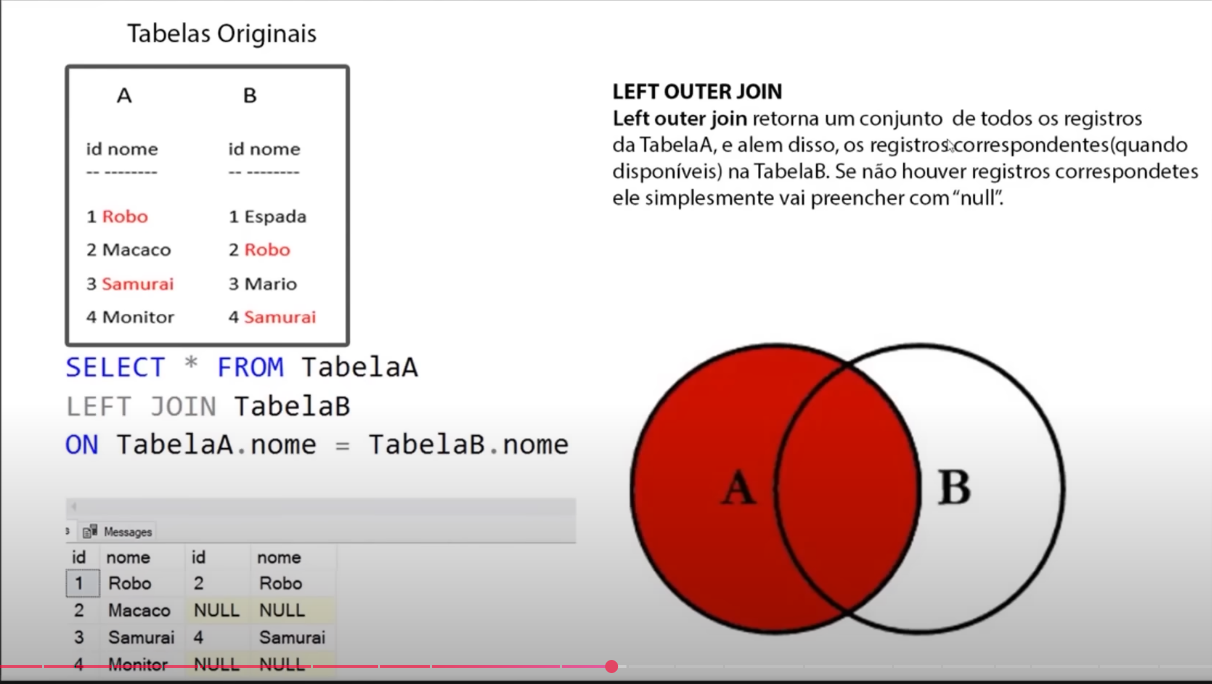 Tabelas Originais
A B
id nome id nome
-- -------- -- --------
1 Robo 1 Espada
2 Macaco 2 Robo
3 Samurai 3 Mario
4 Monitor 4 Samurai
SELECT * FROM TabelaA
LEFT JOIN TabelaB
ON TabelaA.nome = TabelaB.nome
s Messages
id nome id nome
1 Robo 2 Robo
2 Macaco NULL NULL
3 Samurai 4 Samurai
4 Monitor NULL NULL
LEFT OUTER JOIN
Left outer join retorna um conjunto de todos os registros
da TabelaA, e alem disso, os registros correspondentes(quando
disponíveis) na TabelaB. Se não houver registros correspondetes
ele simplesmente vai preencher com “null”.
A B